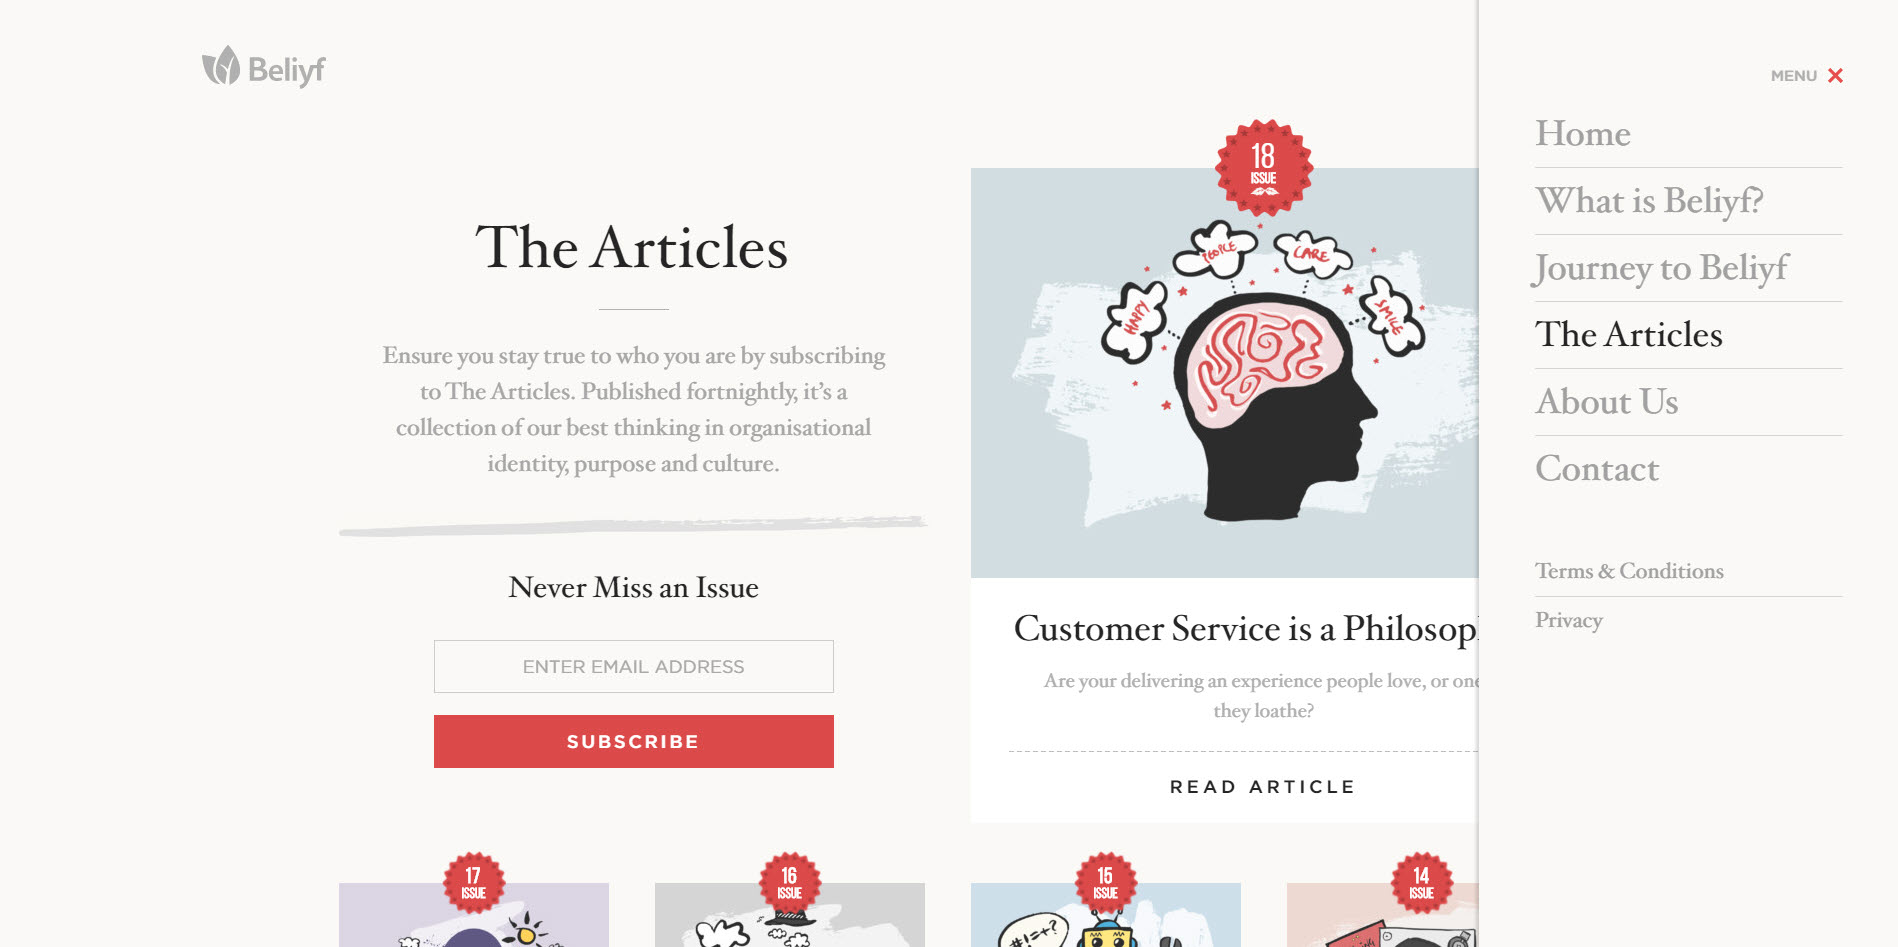 Beliyf
MENU
Home
What is Beliyf?
Journey to Beliyf
The Articles
About Us
Contact
Terms & Conditions
Privacy
The Articles
Ensure you stay true to who you are by subscribing
to The Articles. Published fortnightly, it's a
collection of our best thinking in organisational
identity, purpose and culture.
Never Miss an Issue
ENTER EMAIL ADDRESS
SUBSCRIBE
18
ISSUE
HAPPY
PEOPLE
CARE
SMILE
Customer Service is a
Are your delivering an experience people love, or one
they loathe?
READ ARTICLE
17
ISSUE
16
ISSUE
15
ISSUE
#!=+?
14
ISSUE